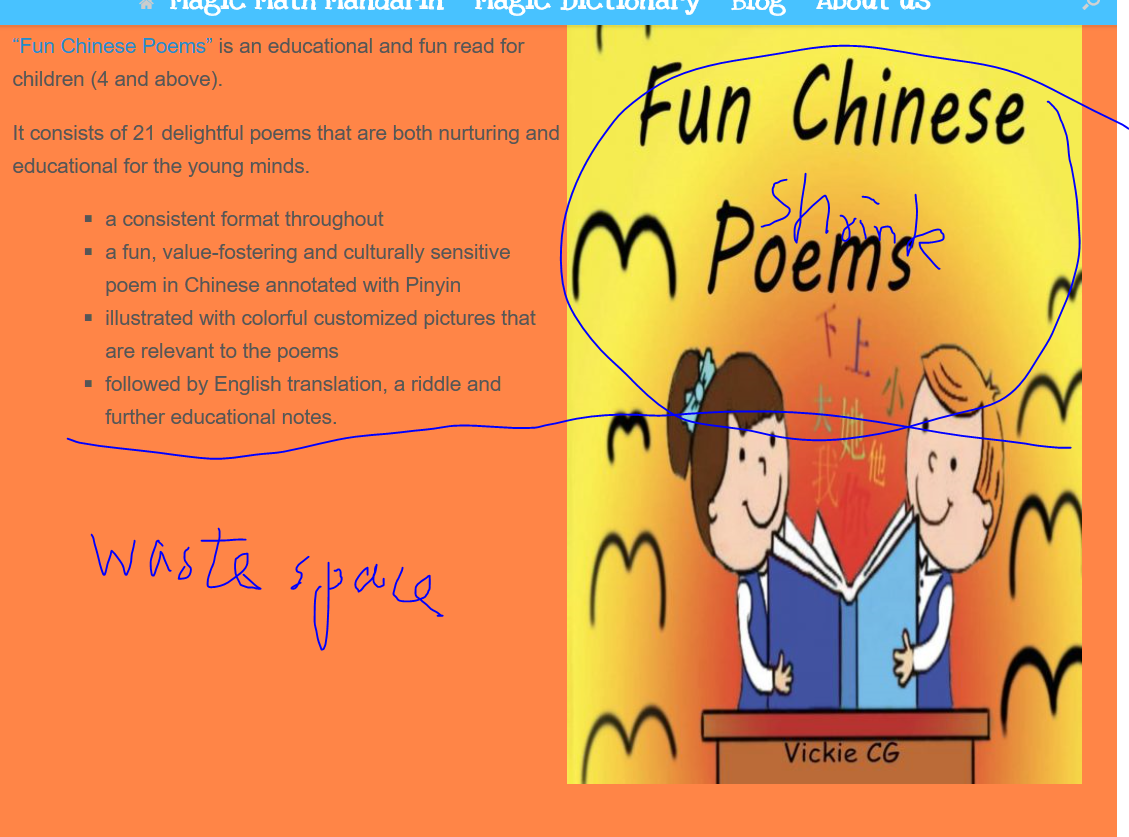 Magic Math Mandarin Magic Dictionary Blog About us
“Fun Chinese Poems” is an educational and fun read for
children (4 and above).
It consists of 21 delightful poems that are both nurturing and
educational for the young minds.
▪ a consistent format throughout
▪ a fun, value-fostering and culturally sensitive
poem in Chinese annotated with Pinyin
▪ illustrated with colorful customized pictures that
are relevant to the poems
▪ followed by English translation, a riddle and
further educational notes.
waste space
Fun Chinese
shrink
Poems
下 上
小
大 她 他
我 你
Vickie CG